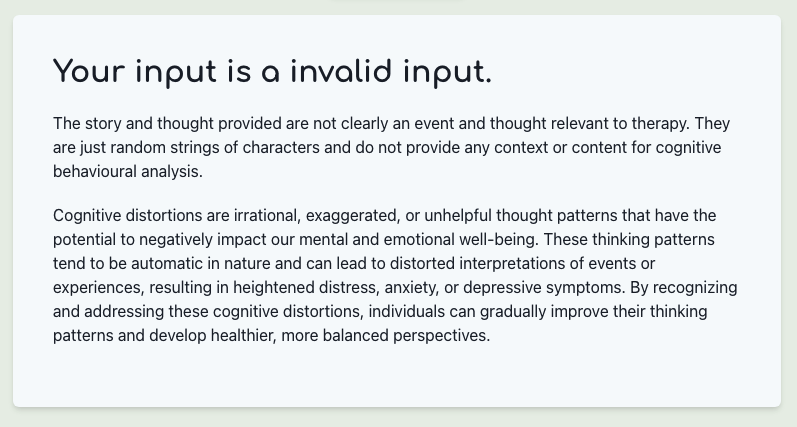 Your input is a invalid input.
The story and thought provided are not clearly an event and thought relevant to therapy. They
are just random strings of characters and do not provide any context or content for cognitive
behavioural analysis.
Cognitive distortions are irrational, exaggerated, or unhelpful thought patterns that have the
potential to negatively impact our mental and emotional well-being. These thinking patterns
tend to be automatic in nature and can lead to distorted interpretations of events or
experiences, resulting in heightened distress, anxiety, or depressive symptoms. By recognizing
and addressing these cognitive distortions, individuals can gradually improve their thinking
patterns and develop healthier, more balanced perspectives.